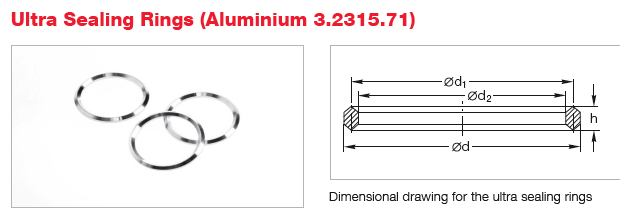 Ultra Sealing Rings (Aluminium 3.2315.71)
Ød₁
Ød₂
h
Ød
Dimensional drawing for the ultra sealing rings